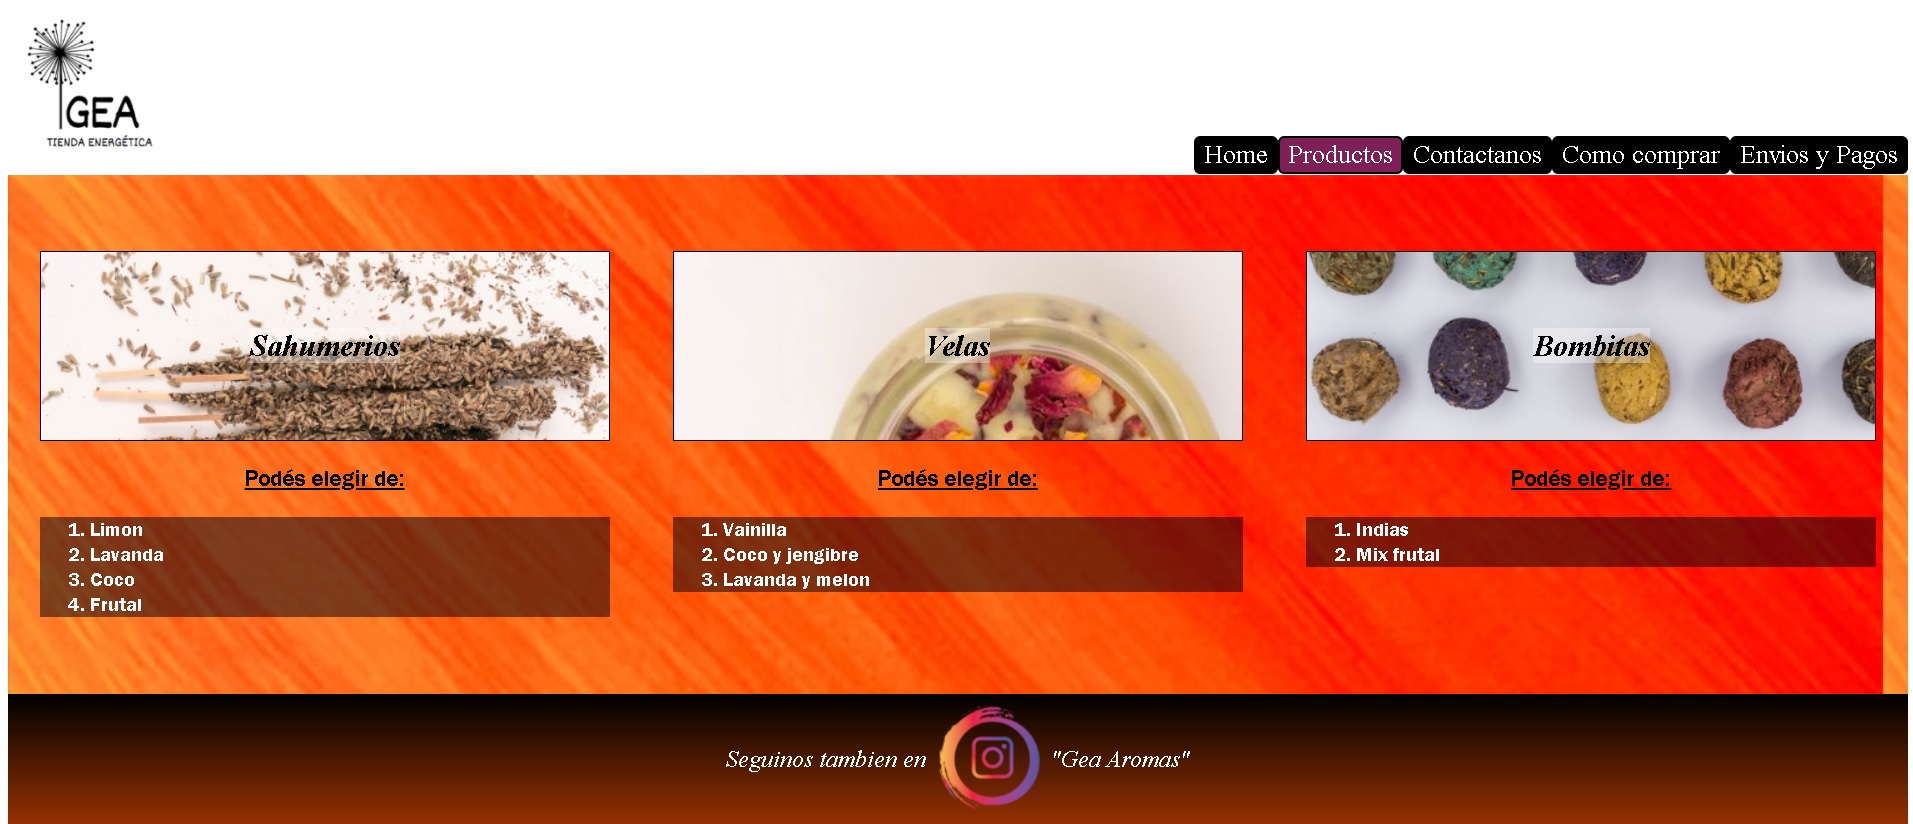 GEA
TIENDA ENERGÉTICA
Home Productos Contactanos Como comprar Envios y Pagos
Sahumerios
Podés elegir de:
1. Limon
2. Lavanda
3. Coco
4. Frutal
Velas
Podés elegir de:
1. Vainilla
2. Coco y jengibre
3. Lavanda y melon
Bombitas
Podés elegir de:
1. Indias
2. Mix frutal
Seguinos tambien en "Gea Aromas"